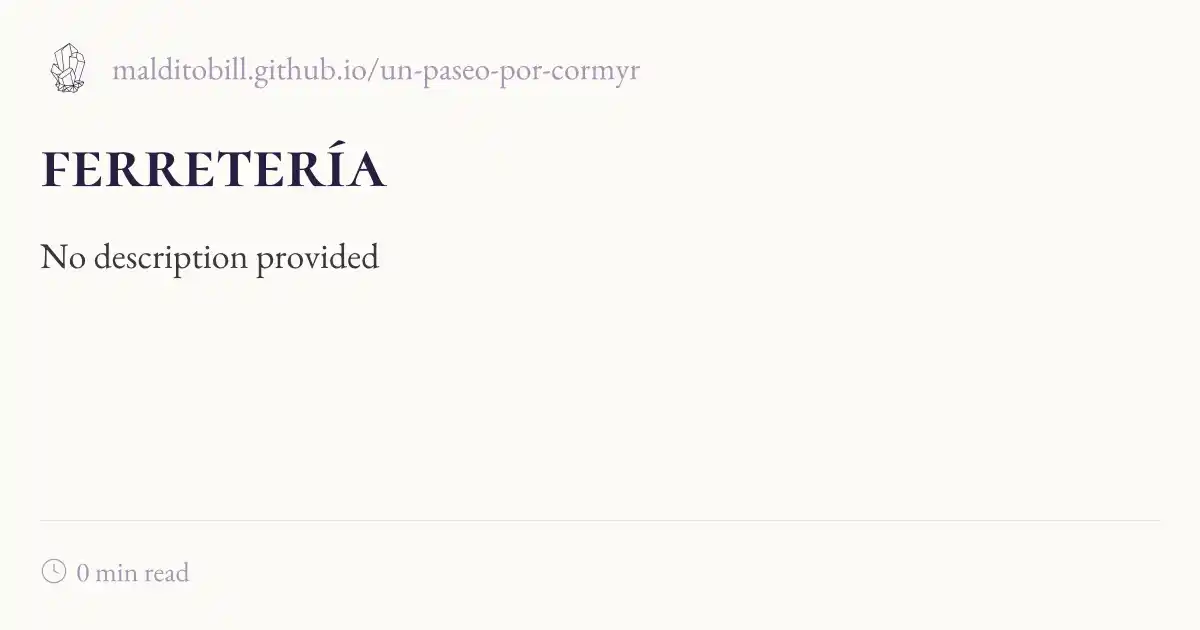 malditobill.github.io/un-paseo-por-cormyr
FERRETERÍA
No description provided
0 min read